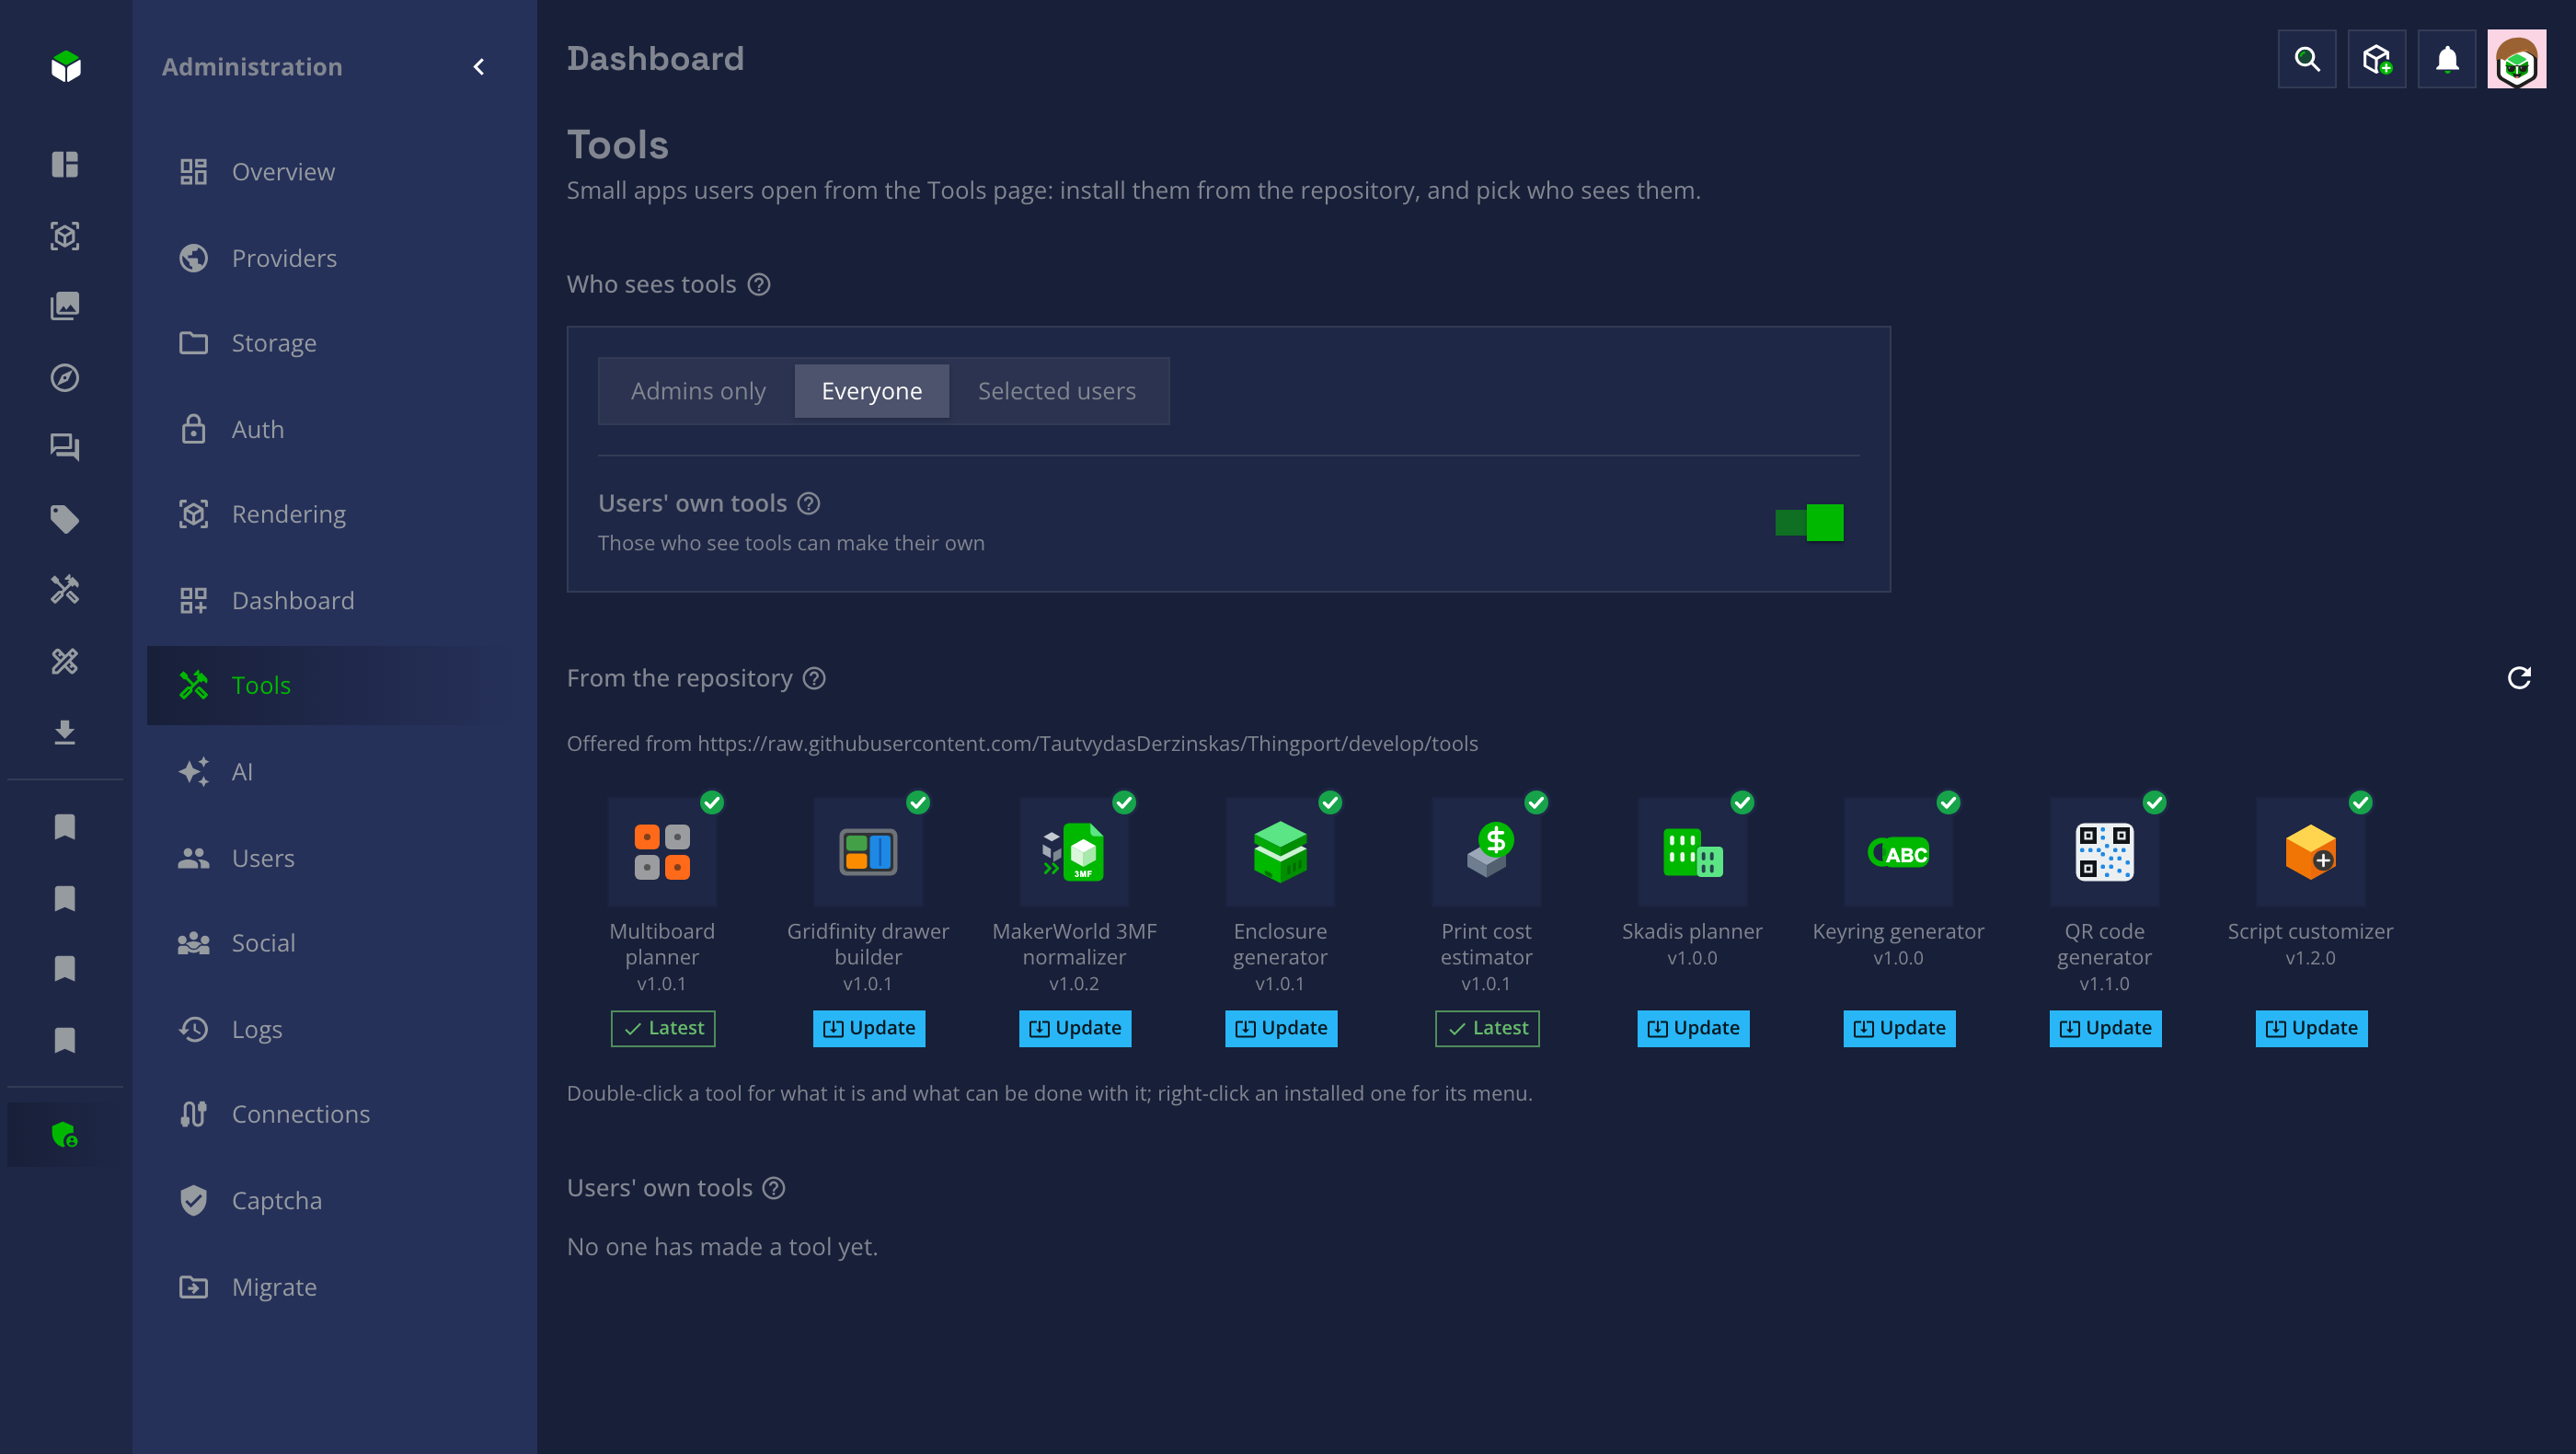 Administration
Dashboard
Tools
Small apps users open from the Tools page: install them from the repository, and pick who sees them.
Overview
Providers
Storage
Auth
Rendering
Dashboard
Tools
AI
Users
Social
Logs
Connections
Captcha
Migrate
Who sees tools
Admins only
Everyone
Selected users
Users' own tools
Those who see tools can make their own
From the repository
Offered from https://raw.githubusercontent.com/TautvydasDerzinskas/Thingport/develop/tools
3MF
$
ABC
Multiboard
planner
v1.0.1
Latest
Gridfinity drawer
builder
v1.0.1
Update
MakerWorld 3MF
normalizer
v1.0.2
Update
Enclosure
generator
v1.0.1
Update
Print cost
estimator
v1.0.1
Latest
Skadis planner
v1.0.0
Update
Keyring generator
v1.0.0
Update
QR code
generator
v1.1.0
Update
Script customizer
v1.2.0
Update
Double-click a tool for what it is and what can be done with it; right-click an installed one for its menu.
Users' own tools
No one has made a tool yet.